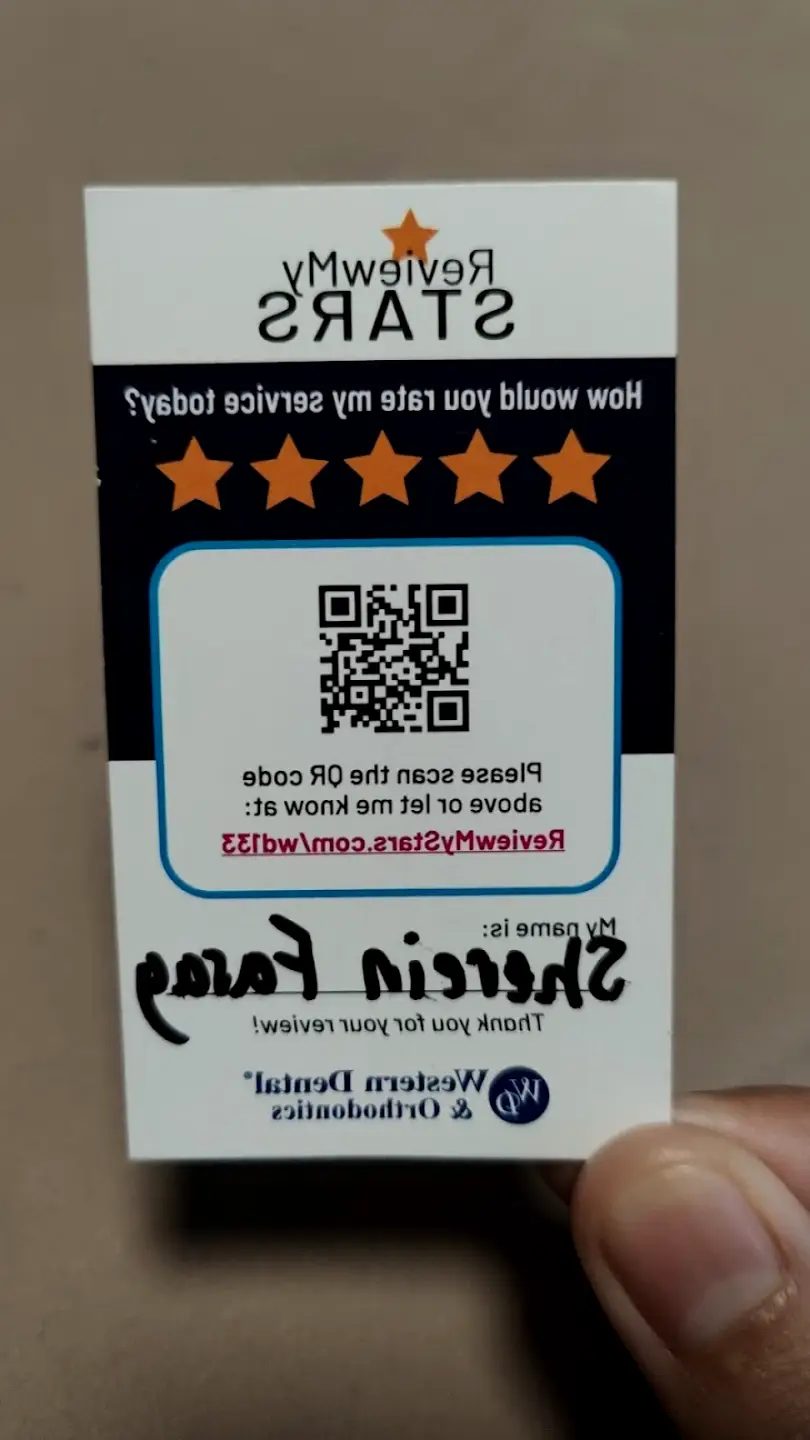 ReviewMy
STARS
How would you rate my service today?
Please scan the QR code
above or let me know at:
ReviewMyStars.com/wd133
My name is:
Sherein Farag
Thank you for your review!
WD Western Dental®
& Orthodontics